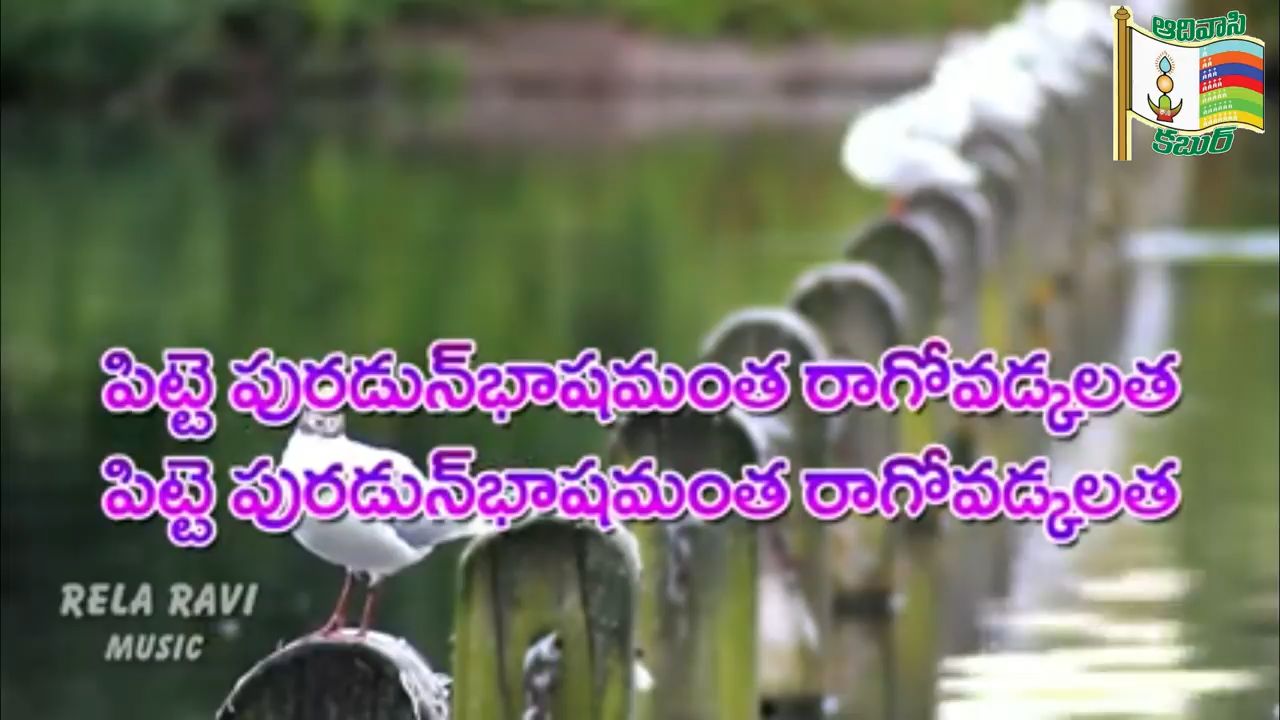 ఆదివాసి
కబుర్
పిట్టె పురడున్‌భాషమంత రాగోవడ్కలత
పిట్టె పురడున్‌భాషమంత రాగోవడ్కలత
RELA RAVI
MUSIC